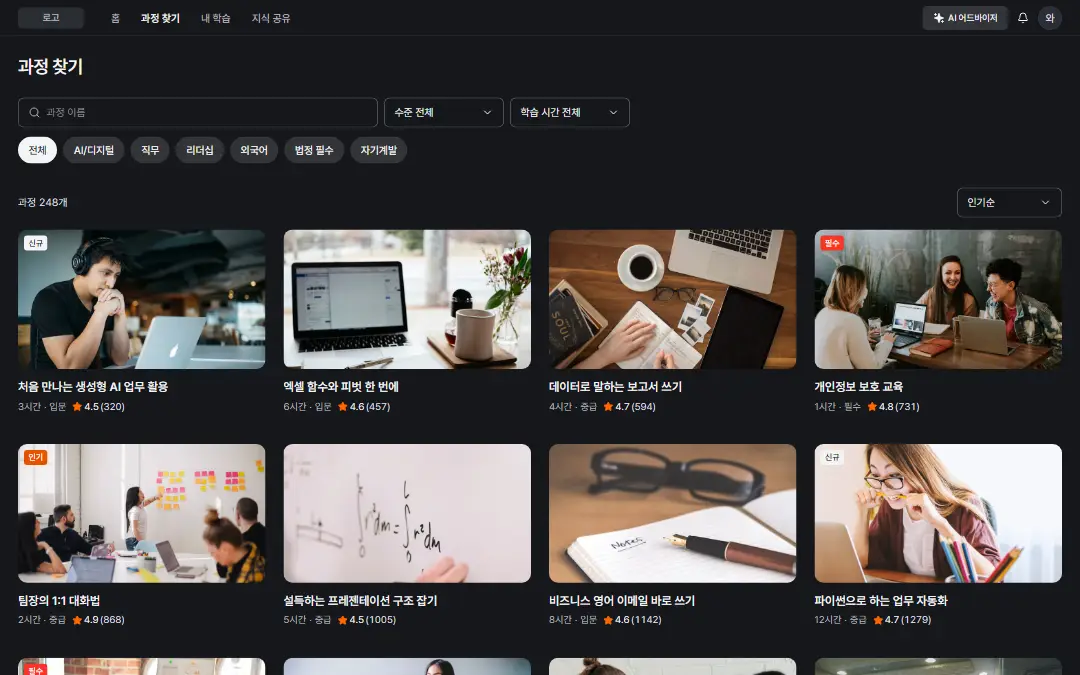 로고
홈
과정 찾기
내 학습
지식 공유
AI 어드바이저
와
과정 찾기
과정 이름
수준 전체
학습 시간 전체
전체
AI/디지털
직무
리더십
외국어
법정 필수
자기계발
과정 248개
인기순
신규
필수
SOUL
처음 만나는 생성형 AI 업무 활용
3시간 · 입문 4.5 (320)
엑셀 함수와 피벗 한 번에
6시간 · 입문 4.6 (457)
데이터로 말하는 보고서 쓰기
4시간 · 중급 4.7 (594)
개인정보 보호 교육
1시간 · 필수 4.8 (731)
인기
Notes
신규
팀장의 1:1 대화법
2시간 · 중급 4.9 (868)
설득하는 프레젠테이션 구조 잡기
5시간 · 중급 4.5 (1005)
비즈니스 영어 이메일 바로 쓰기
8시간 · 입문 4.6 (1142)
파이썬으로 하는 업무 자동화
12시간 · 중급 4.7 (1279)
필수